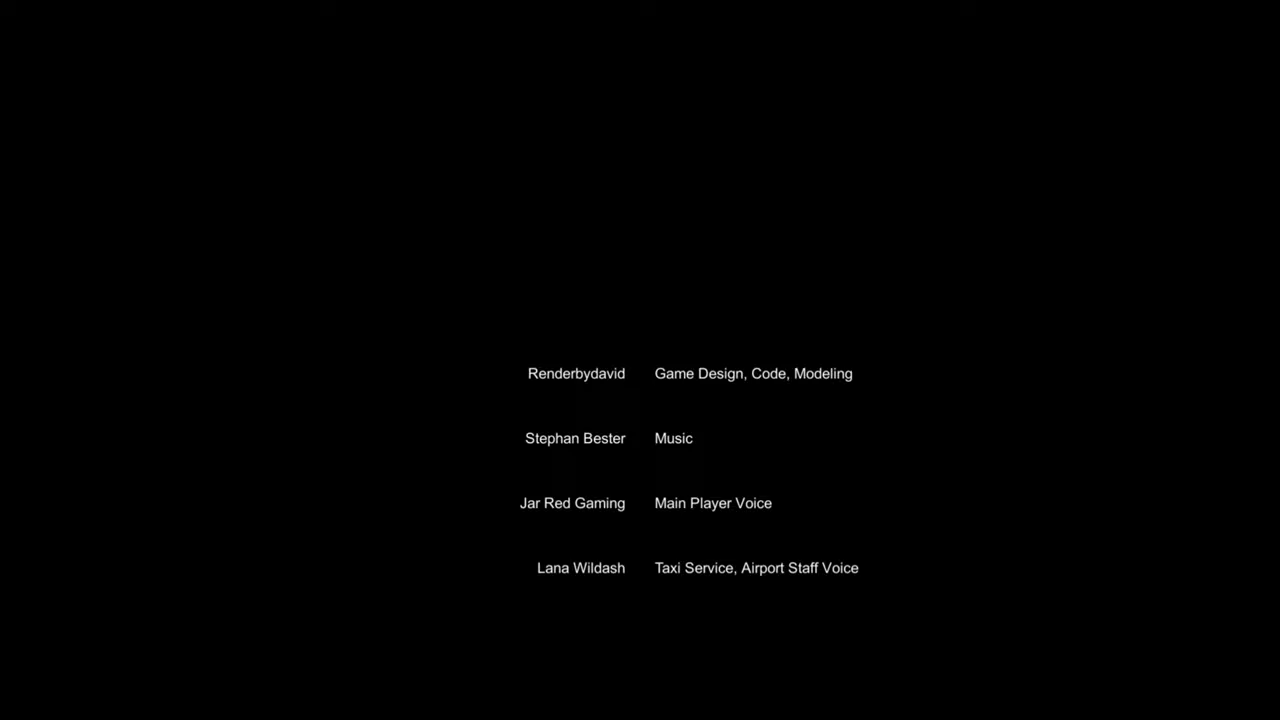 Renderbydavid Game Design, Code, Modeling
Stephan Bester Music
Jar Red Gaming Main Player Voice
Lana Wildash Taxi Service, Airport Staff Voice